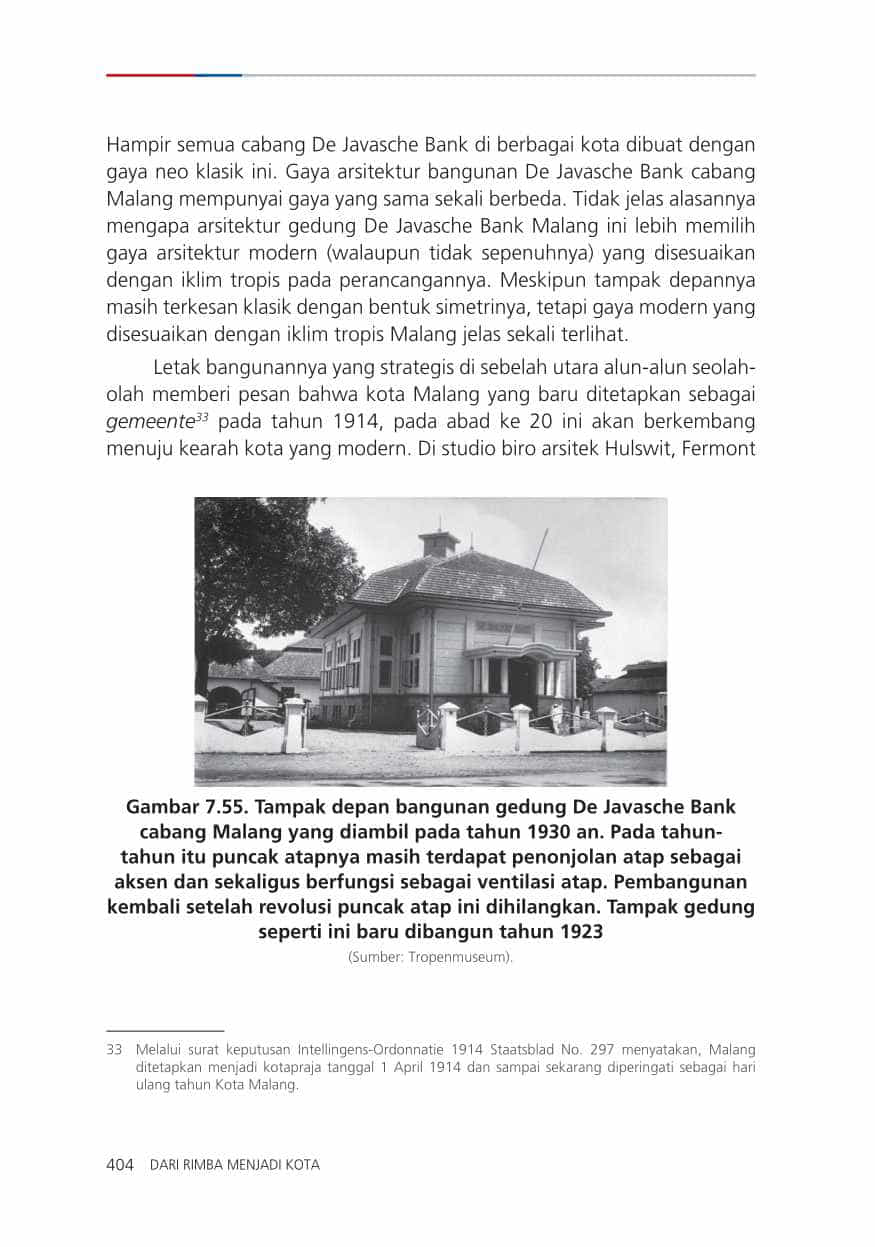 Hampir semua cabang De Javasche Bank di berbagai kota dibuat dengan
gaya neo klasik ini. Gaya arsitektur bangunan De Javasche Bank cabang
Malang mempunyai gaya yang sama sekali berbeda. Tidak jelas alasannya
mengapa arsitektur gedung De Javasche Bank Malang ini lebih memilih
gaya arsitektur modern (walaupun tidak sepenuhnya) yang disesuaikan
dengan iklim tropis pada perancangannya. Meskipun tampak depannya
masih terkesan klasik dengan bentuk simetrinya, tetapi gaya modern yang
disesuaikan dengan iklim tropis Malang jelas sekali terlihat.
Letak bangunannya yang strategis di sebelah utara alun-alun seolah-
olah memberi pesan bahwa kota Malang yang baru ditetapkan sebagai
gemeente33 pada tahun 1914, pada abad ke 20 ini akan berkembang
menuju kearah kota yang modern. Di studio biro arsitek Hulswit, Fermont
Gambar 7.55. Tampak depan bangunan gedung De Javasche Bank
cabang Malang yang diambil pada tahun 1930 an. Pada tahun-
tahun itu puncak atapnya masih terdapat penonjolan atap sebagai
aksen dan sekaligus berfungsi sebagai ventilasi atap. Pembangunan
kembali setelah revolusi puncak atap ini dihilangkan. Tampak gedung
seperti ini baru dibangun tahun 1923
(Sumber: Tropenmuseum).
33 Melalui surat keputusan Intellingens-Ordonnatie 1914 Staatsblad No. 297 menyatakan, Malang
ditetapkan menjadi kotapraja tanggal 1 April 1914 dan sampai sekarang diperingati sebagai hari
ulang tahun Kota Malang.
404 DARI RIMBA MENJADI KOTA